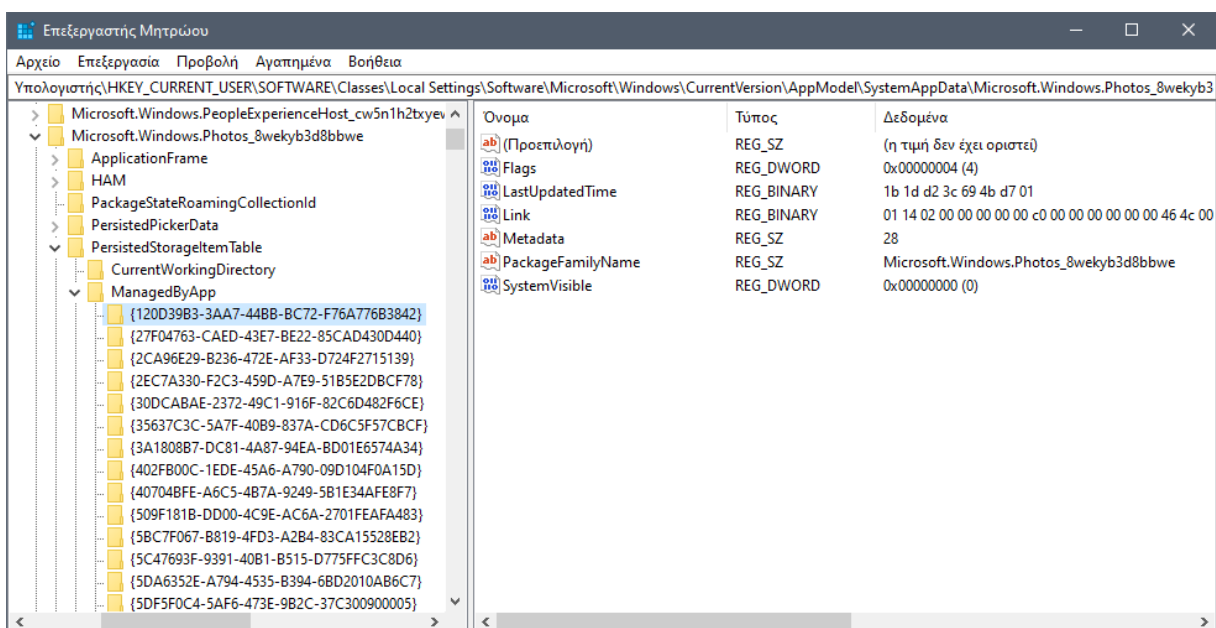 Επεξεργαστής Μητρώου
Αρχείο Επεξεργασία Προβολή Αγαπημένα Βοήθεια
Υπολογιστής\HKEY_CURRENT_USER\SOFTWARE\Classes\Local Settings\Software\Microsoft\Windows\CurrentVersion\AppModel\SystemAppData\Microsoft.Windows.Photos_8wekyb3
Microsoft.Windows.PeopleExperienceHost_cw5n1h2txyew
Microsoft.Windows.Photos_8wekyb3d8bbwe
ApplicationFrame
HAM
PackageStateRoamingCollectionId
PersistedPickerData
PersistedStorageItemTable
CurrentWorkingDirectory
ManagedByApp
{120D39B3-3AA7-44BB-BC72-F76A776B3842}
{27F04763-CAED-43E7-BE22-85CAD430D440}
{2CA96E29-B236-472E-AF33-D724F2715139}
{2EC7A330-F2C3-459D-A7E9-51B5E2DBCF78}
{30DCABAE-2372-49C1-916F-82C6D482F6CE}
{35637C3C-5A7F-40B9-837A-CD6C5F57CBCF}
{3A1808B7-DC81-4A87-94EA-BD01E6574A34}
{402FB00C-1EDE-45A6-A790-09D104F0A15D}
{40704BFE-A6C5-4B7A-9249-5B1E34AFE8F7}
{509F181B-DD00-4C9E-AC6A-2701FEAFA483}
{5BC7F067-B819-4FD3-A2B4-83CA15528EB2}
{5C47693F-9391-40B1-B515-D775FFC3C8D6}
{5DA6352E-A794-4535-B394-6BD2010AB6C7}
{5DF5F0C4-5AF6-473E-9B2C-37C300900005}
Όνομα Τύπος Δεδομένα
(Προεπιλογή) REG_SZ (η τιμή δεν έχει οριστεί)
Flags REG_DWORD 0x00000004 (4)
LastUpdatedTime REG_BINARY 1b 1d d2 3c 69 4b d7 01
Link REG_BINARY 01 14 02 00 00 00 00 00 c0 00 00 00 00 00 00 46 4c 00
Metadata REG_SZ 28
PackageFamilyName REG_SZ Microsoft.Windows.Photos_8wekyb3d8bbwe
SystemVisible REG_DWORD 0x00000000 (0)